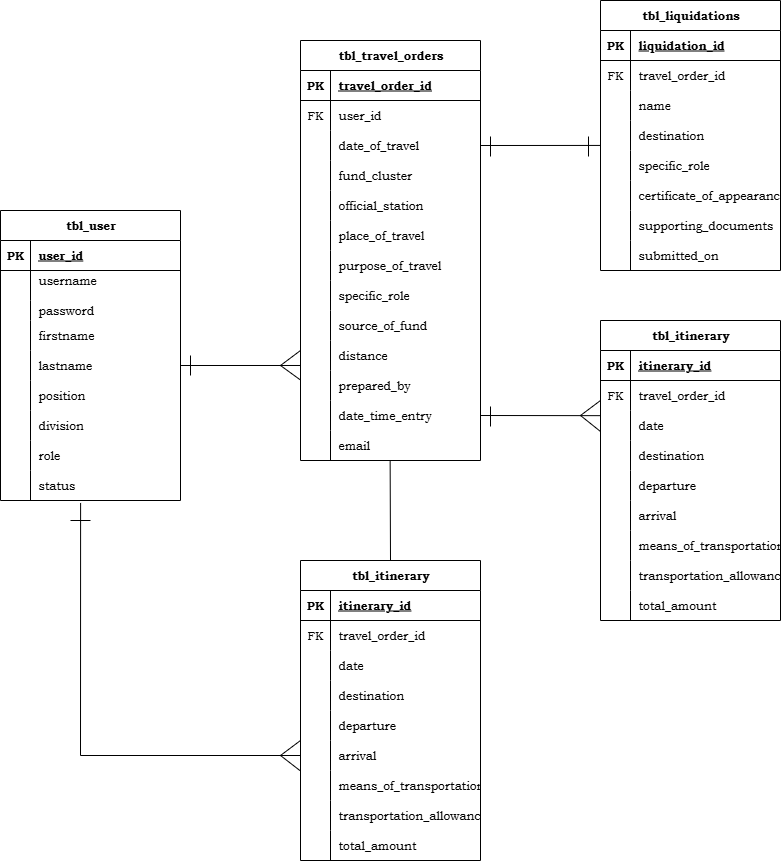 tbl_liquidations
PK liquidation_id
FK travel_order_id
name
destination
specific_role
certificate_of_appearanc
supporting_documents
submitted_on
tbl_travel_orders
PK travel_order_id
FK user_id
date_of_travel
fund_cluster
official_station
place_of_travel
purpose_of_travel
specific_role
source_of_fund
distance
prepared_by
date_time_entry
email
tbl_user
PK user_id
username
password
firstname
lastname
position
division
role
status
tbl_itinerary
PK itinerary_id
FK travel_order_id
date
destination
departure
arrival
means_of_transportation
transportation_allowanc
total_amount
tbl_itinerary
PK itinerary_id
FK travel_order_id
date
destination
departure
arrival
means_of_transportation
transportation_allowanc
total_amount